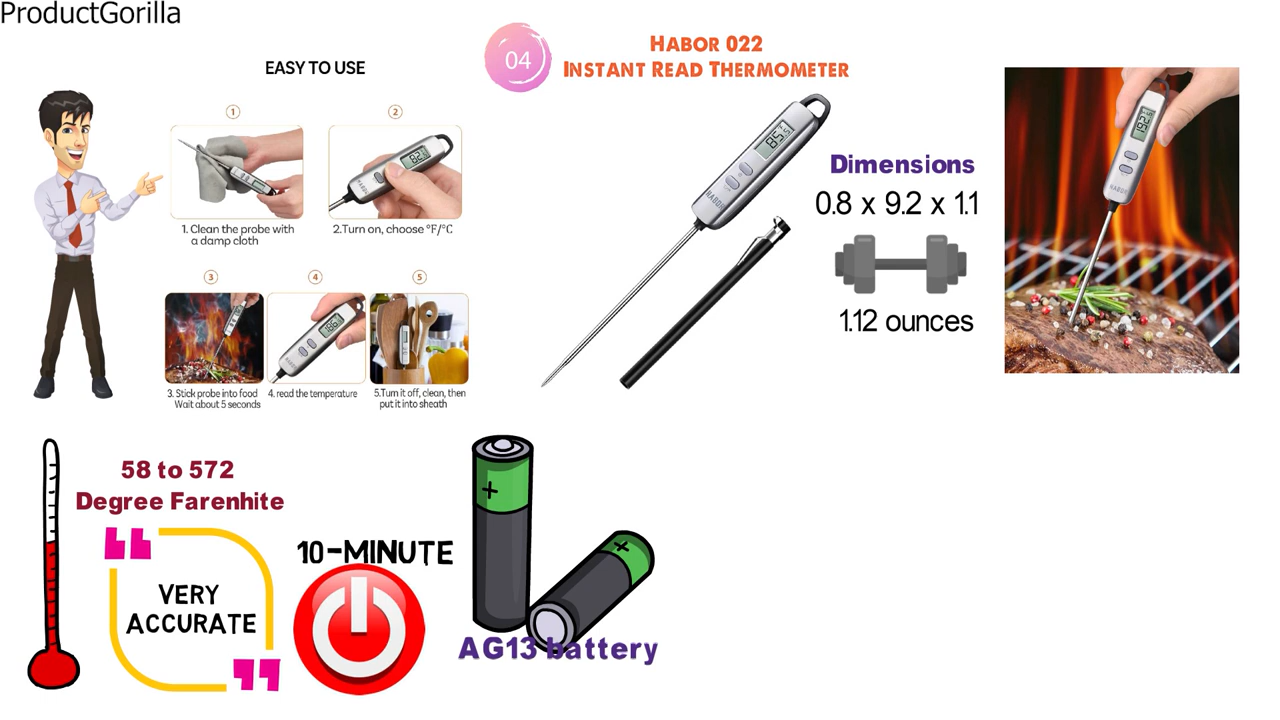 ProductGorilla
04
HABOR 022
INSTANT READ THERMOMETER
EASY TO USE
1
2
1. Clean the probe with
a damp cloth
2.Turn on, choose °F/°C
3
4
5
3. Stick probe into food
Wait about 5 seconds
4. read the temperature
5.Turn it off, clean, then
put it into sheath
HABOR
Dimensions
0.8 x 9.2 x 1.1
1.12 ounces
58 to 572
Degree Farenhite
VERY
ACCURATE
10-MINUTE
AG13 battery